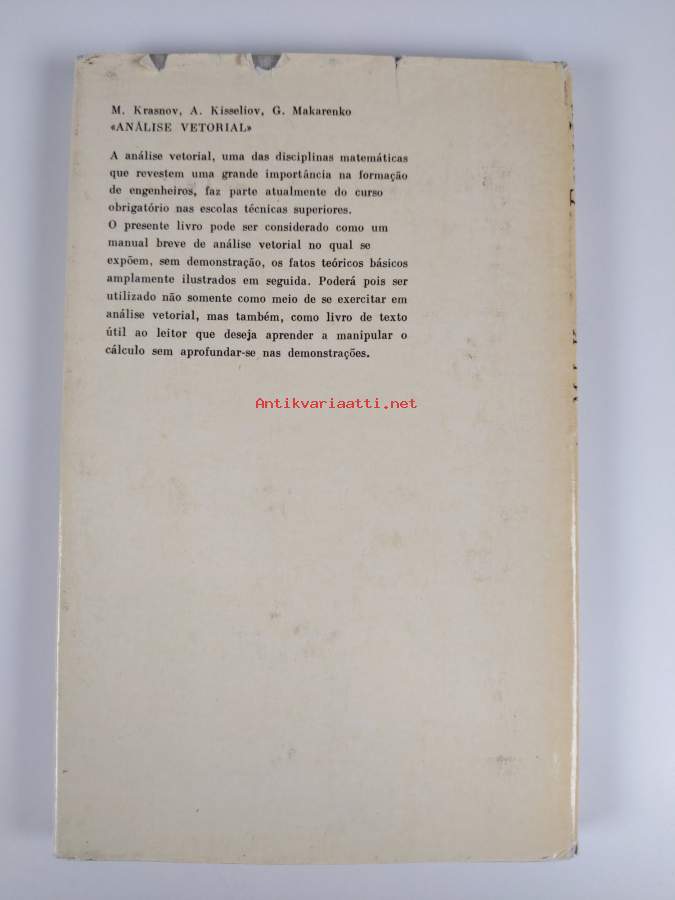 M. Krasnov, A. Kisseliov, G. Makarenko
«ANÁLISE VETORIAL»
A análise vetorial, uma das disciplinas matemáticas
que revestem uma grande importância na formação
de engenheiros, faz parte atualmente do curso
obrigatório nas escolas técnicas superiores.
O presente livro pode ser considerado como um
manual breve de análise vetorial no qual se
expõem, sem demonstração, os fatos teóricos básicos
amplamente ilustrados em seguida. Poderá pois ser
utilizado não somente como meio de se exercitar em
análise vetorial, mas também, como livro de texto
útil ao leitor que deseja aprender a manipular o
cálculo sem aprofundar-se nas demonstrações.
Antikvariaatti.net